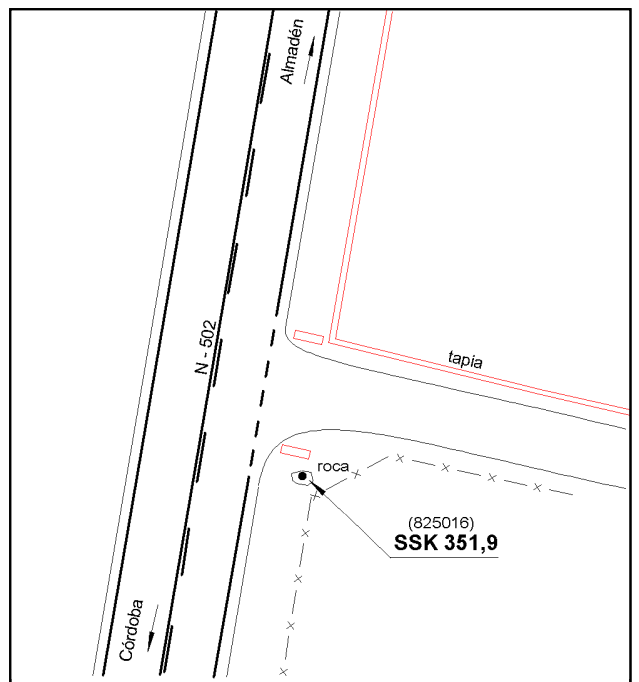 Almadén
N - 502
tapia
roca
(825016)
SSK 351,9
Córdoba